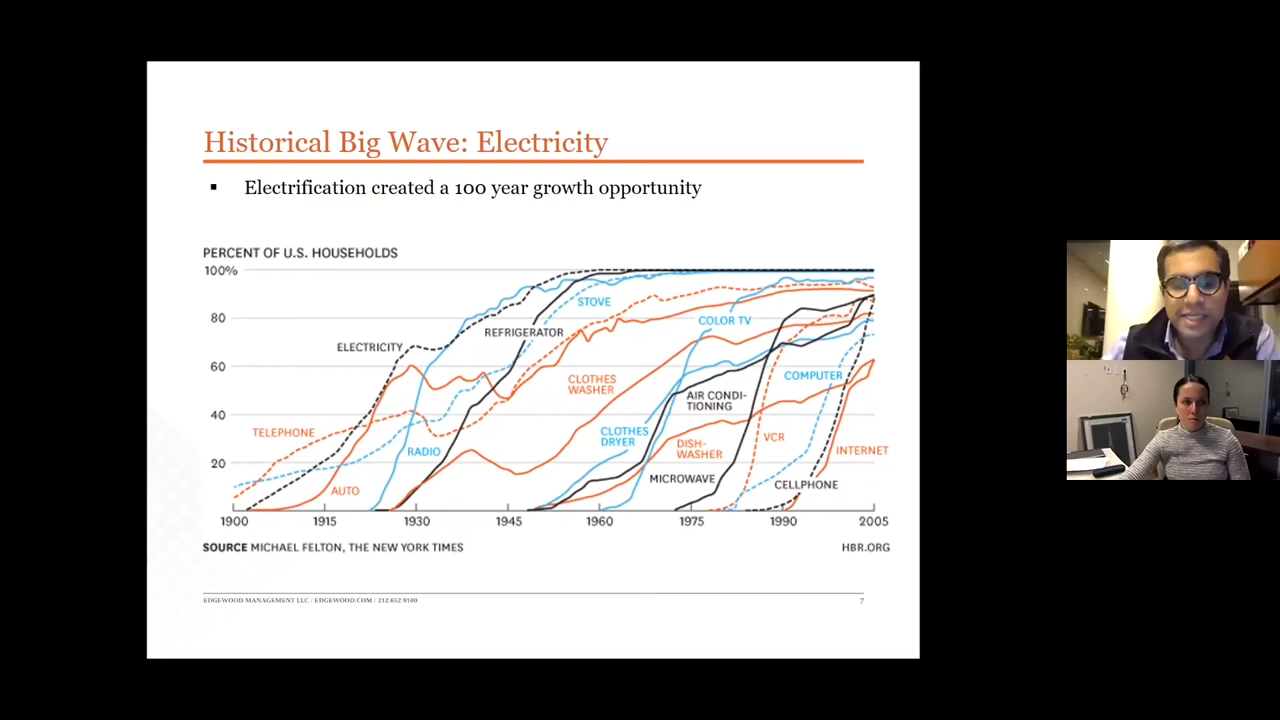 Historical Big Wave: Electricity
▪ Electrification created a 100 year growth opportunity
PERCENT OF U.S. HOUSEHOLDS
100%
80
60
40
20
STOVE
COLOR TV
REFRIGERATOR
ELECTRICITY
CLOTHES
WASHER
COMPUTER
AIR CONDI-
TIONING
TELEPHONE
CLOTHES
DRYER
VCR
DISH-
WASHER
RADIO
INTERNET
MICROWAVE
CELLPHONE
AUTO
1900 1915 1930 1945 1960 1975 1990 2005
SOURCE MICHAEL FELTON, THE NEW YORK TIMES
HBR.ORG
EDGEWOOD MANAGEMENT LLC / EDGEWOOD.COM / 212.652.9100
7